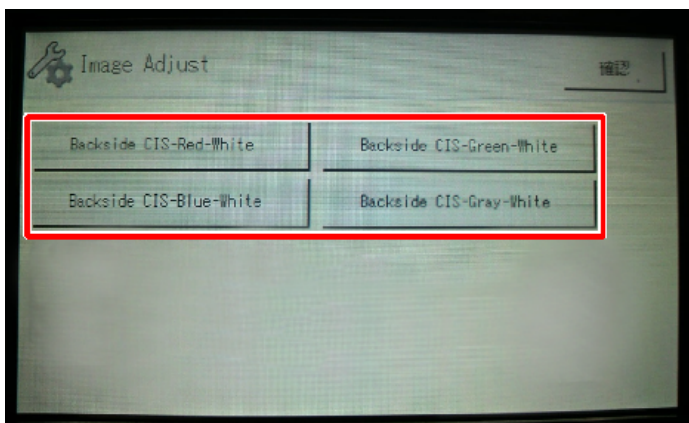 Image Adjust
確認
Backside CIS-Red-White
Backside CIS-Green-White
Backside CIS-Blue-White
Backside CIS-Gray-White